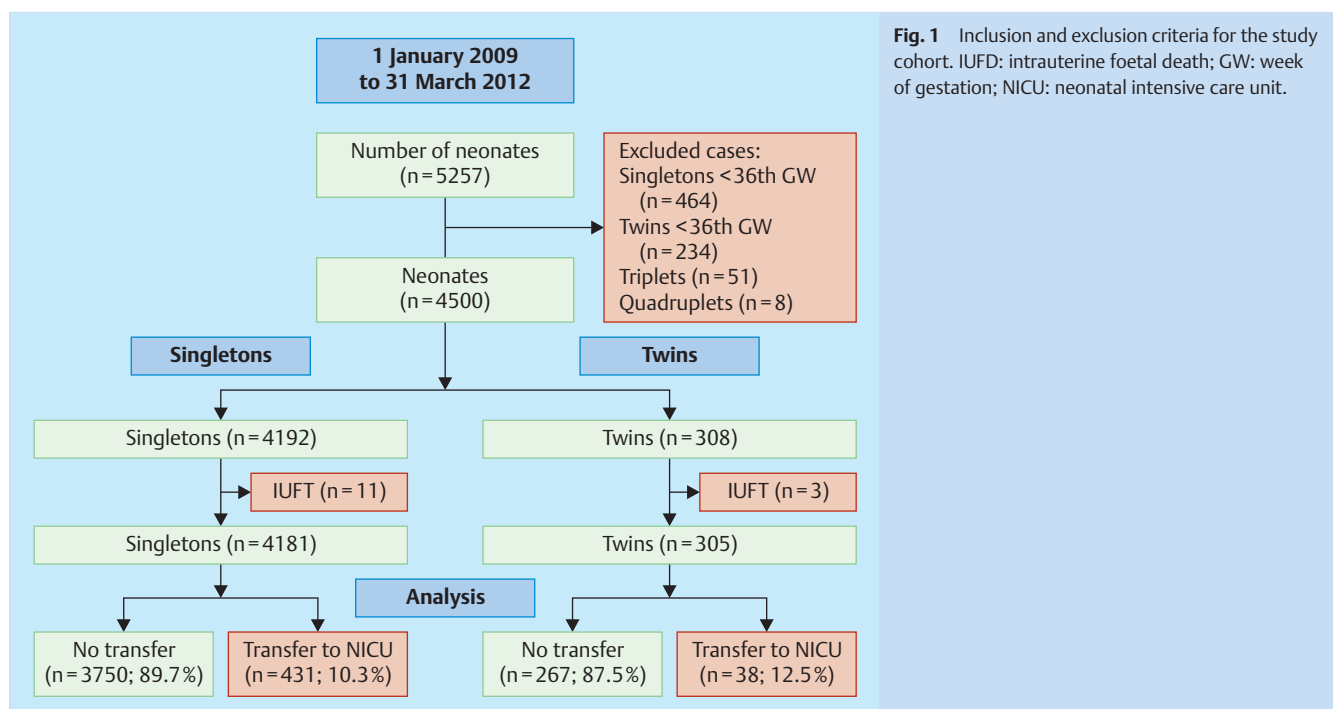 1 January 2009
to 31 March 2012
Number of neonates
(n=5257)
Excluded cases:
Singletons <36th GW
(n=464)
Twins <36th GW
(n=234)
Triplets (n=51)
Quadruplets (n=8)
Neonates
(n=4500)
Singletons
Twins
Singletons (n=4192)
Twins (n=308)
IUFT (n=11)
IUFT (n=3)
Singletons (n=4181)
Twins (n=305)
Analysis
No transfer
(n=3750; 89.7%)
Transfer to NICU
(n=431; 10.3%)
No transfer
(n=267; 87.5%)
Transfer to NICU
(n=38; 12.5%)
Fig. 1 Inclusion and exclusion criteria for the study
cohort. IUFD: intrauterine foetal death; GW: week
of gestation; NICU: neonatal intensive care unit.